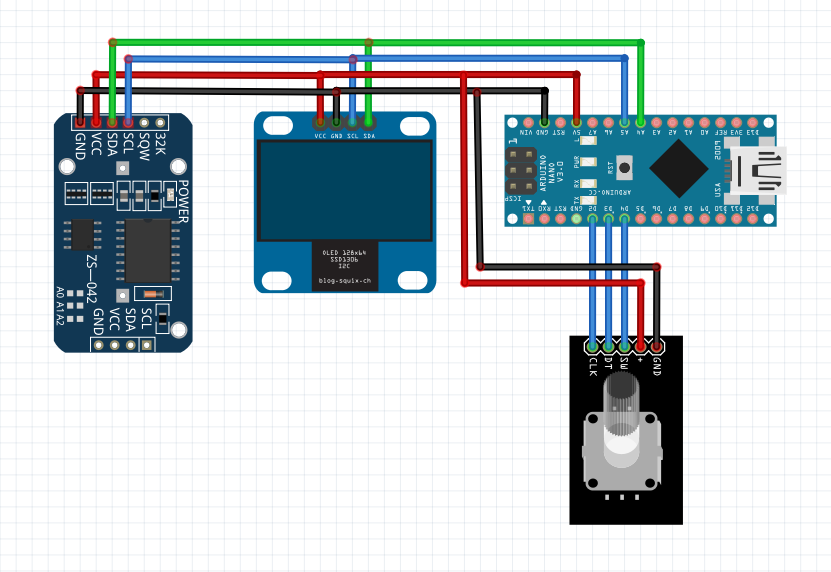 GND VCC SDA SCL SQW 32K
POWER
ZS-042
A0 A1A2
GND VCC SDA SCL
VCC GND SCL SDA
OLED 128x64
SSD1306
I2C
blog-squix-ch
VIN GND RST 5V A7 A6 A5 A4 A3 A2 A1 A0 REF 3V3 D13
ARDUINO
NANO
V3.0
ICSP
1
L
PWR
RX
TX
RST
ARDUINO.CC
USA
TX1 RX0 RST GND D2 D3 D4 D5 D6 D7 D8 D9 D10 D11 D12
CLK DT SW + GND